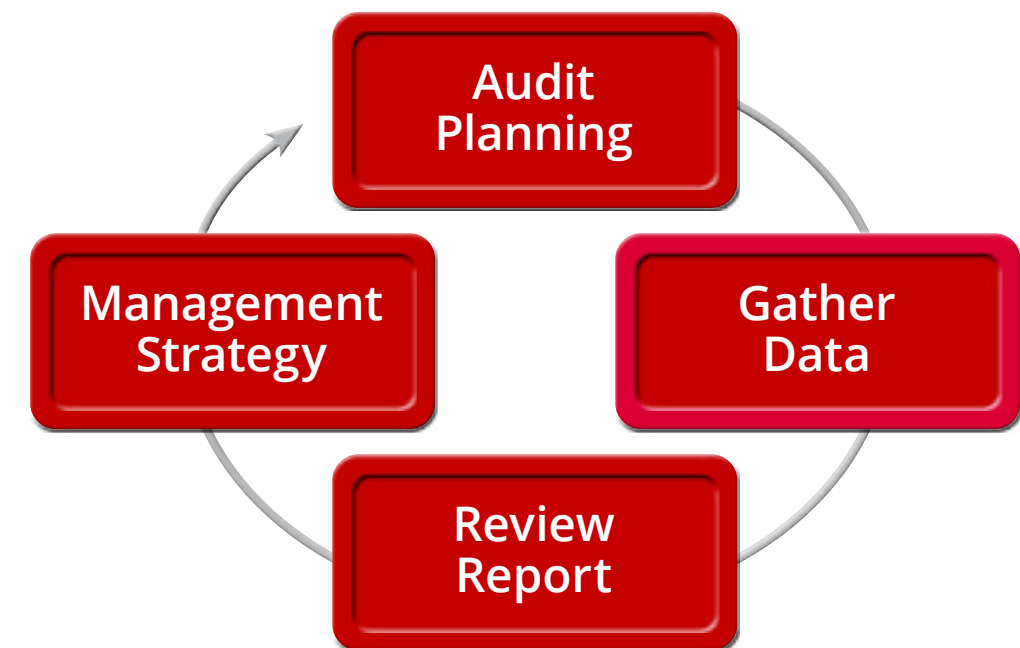 Audit
Planning
Gather
Data
Review
Report
Management
Strategy